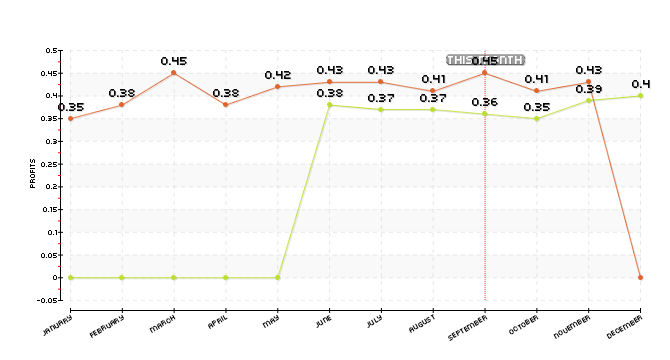 THIS MONTH
0.35
0.38
0.45
0.38
0.42
0.43
0.43
0.41
0.45
0.41
0.43
0.38
0.37
0.37
0.36
0.35
0.39
0.4
0.5
0.45
0.4
0.35
0.3
0.25
0.2
0.15
0.1
0.05
0
-0.05
PROFITS
JANUARY
FEBRUARY
MARCH
APRIL
MAY
JUNE
JULY
AUGUST
SEPTEMBER
OCTOBER
NOVEMBER
DECEMBER